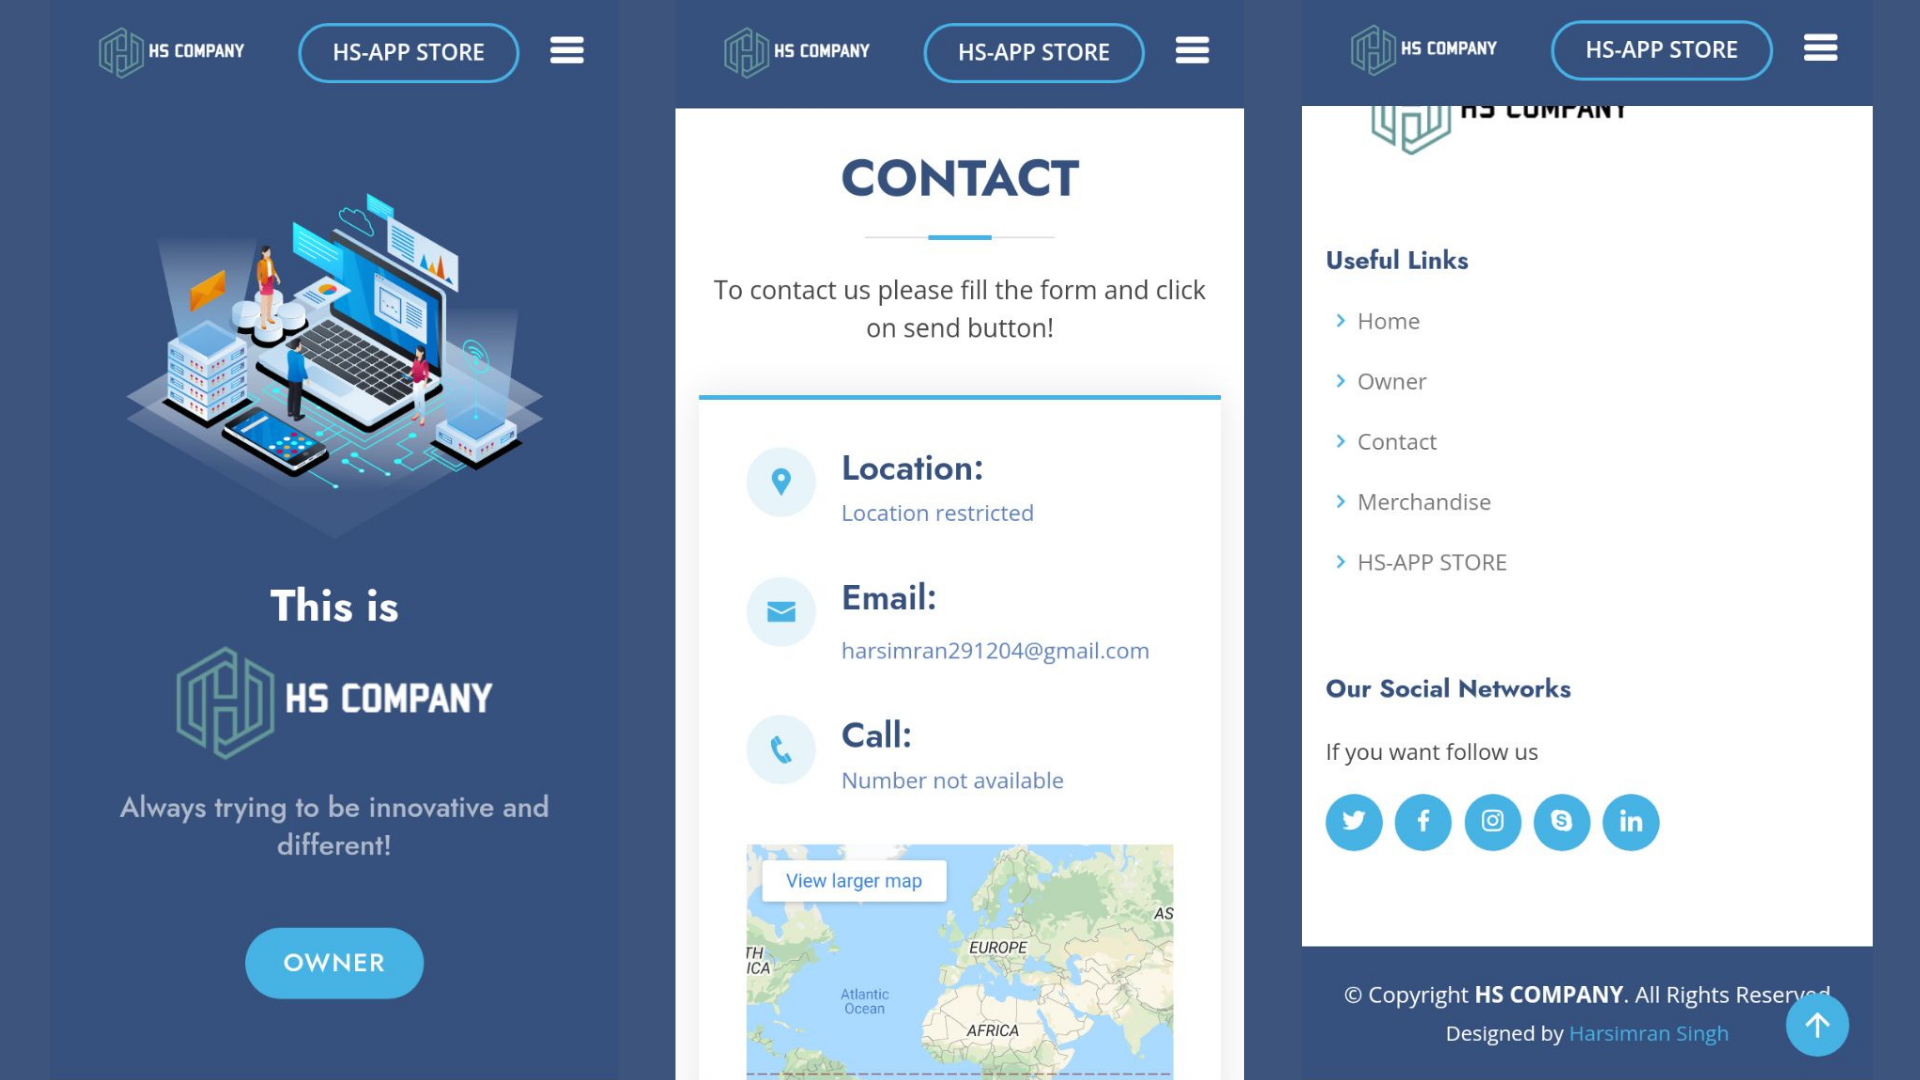 HS COMPANY
HS-APP STORE
This is
HS COMPANY
Always trying to be innovative and
different!
OWNER
HS COMPANY
HS-APP STORE
CONTACT
To contact us please fill the form and click
on send button!
Location:
Location restricted
Email:
harsimran291204@gmail.com
Call:
Number not available
View larger map
AS
EUROPE
TH
ICA
Atlantic
Ocean
AFRICA
HS COMPANY
HS-APP STORE
HS COMPANY
Useful Links
Home
Owner
Contact
Merchandise
HS-APP STORE
Our Social Networks
If you want follow us
© Copyright HS COMPANY. All Rights Reserved
Designed by Harsimran Singh